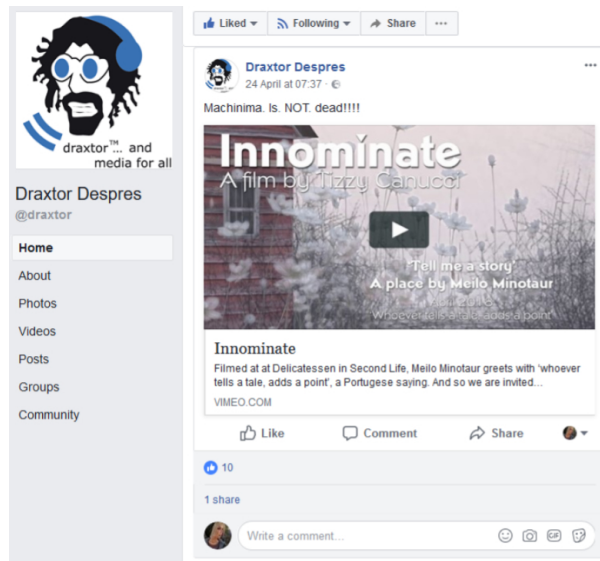 draxtor™... and
media for all
Draxtor Despres
@draxtor
Home
About
Photos
Videos
Posts
Groups
Community
Liked
Following
Share
Draxtor Despres
24 April at 07:37
Machinima. Is. NOT. dead!!!!
Innominate
A film by Tizzy Canucci
'Tell me a story'
A place by Meilo Minotaur
'Whoever tells a tale, adds a point'
Innominate
Filmed at at Delicatessen in Second Life, Meilo Minotaur greets with 'whoever
tells a tale, adds a point', a Portugese saying. And so we are invited...
VIMEO.COM
Like
Comment
Share
10
1 share
Write a comment...
GIF